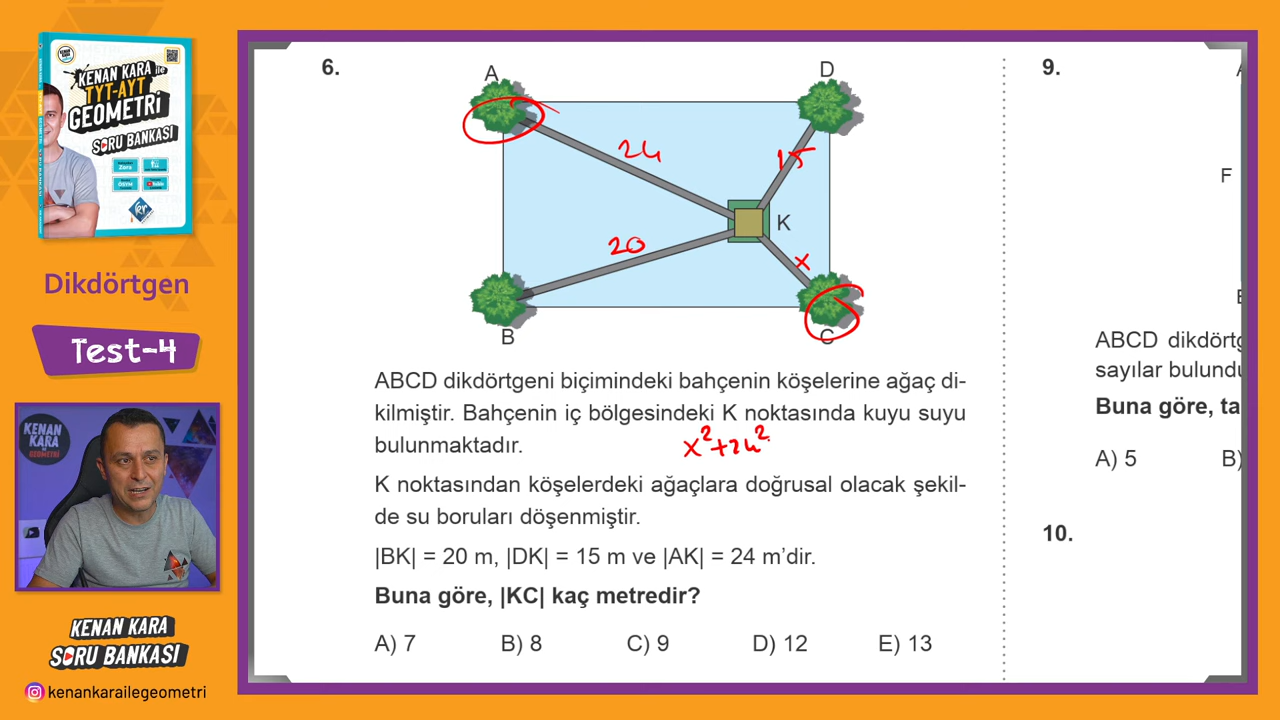 KENAN KARA ile
TYT-AYT
GEOMETRİ
SORU BANKASI
Dikdörtgen
Test-4
KENAN KARA
GEOMETRİ
KENAN KARA
SORU BANKASI
kenankarailegeometri
6.
A
D
24
15
K
20
x
B
C
ABCD dikdörtgeni biçimindeki bahçenin köşelerine ağaç di-
kilmiştir. Bahçenin iç bölgesindeki K noktasında kuyu suyu
bulunmaktadır.
x²+24²
K noktasından köşelerdeki ağaçlara doğrusal olacak şekil-
de su boruları döşenmiştir.
|BK| = 20 m, |DK| = 15 m ve |AK| = 24 m’dir.
Buna göre, |KC| kaç metredir?
A) 7 B) 8 C) 9 D) 12 E) 13
9.
F
ABCD dikdörtg
sayılar bulundu
Buna göre, ta
A) 5 B)
10.